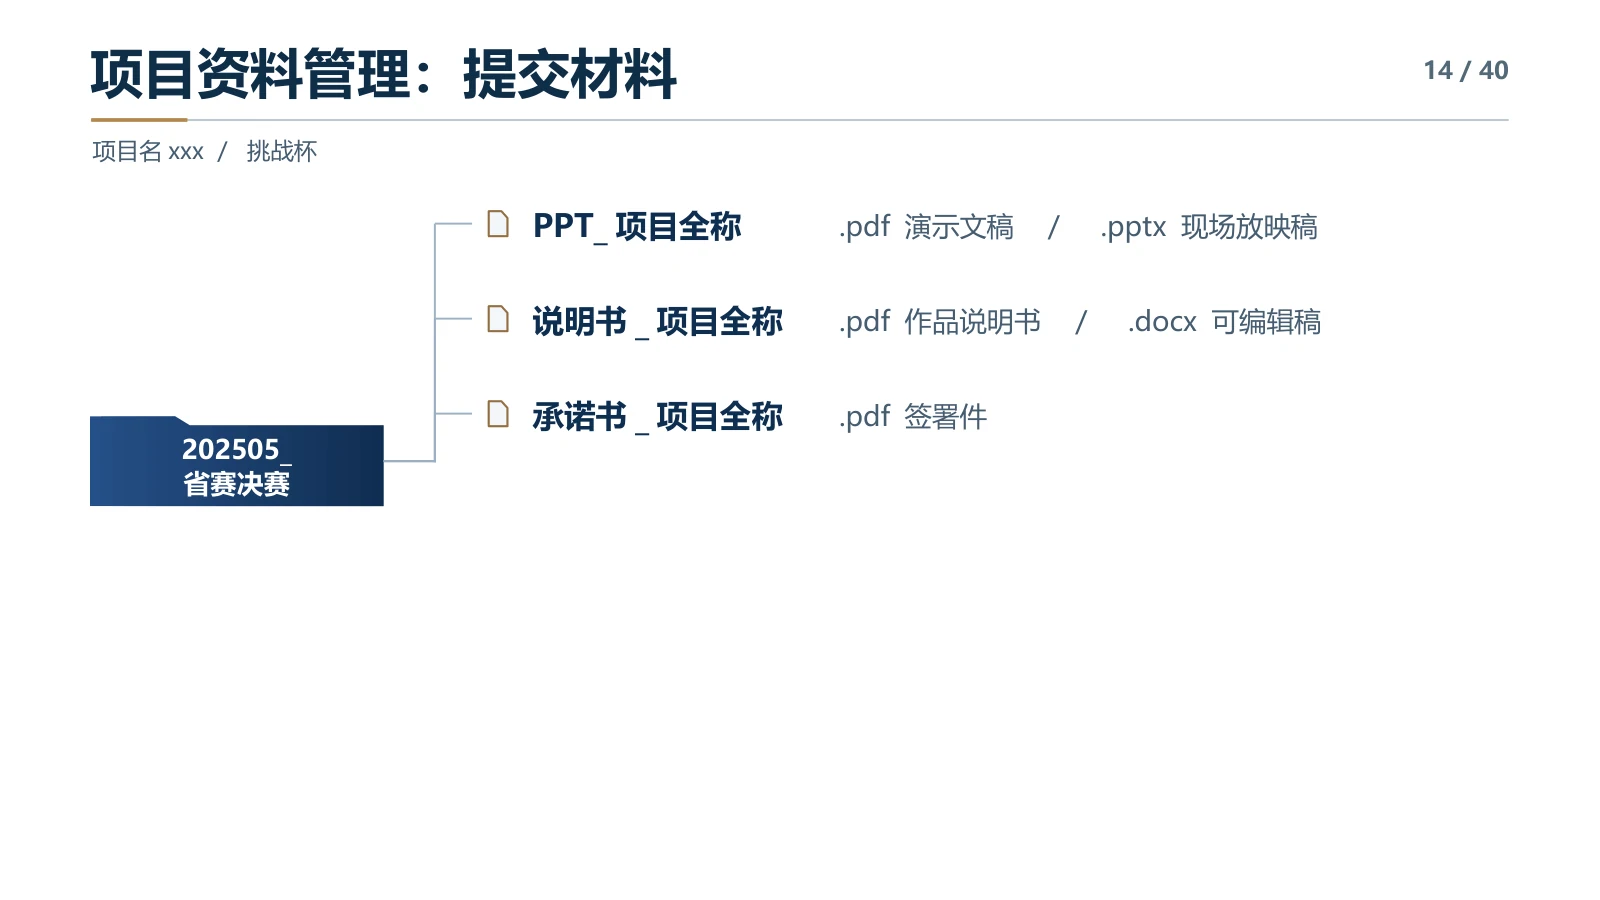 项目资料管理：提交材料
14 / 40
项目名 xxx / 挑战杯
PPT_ 项目全称 .pdf 演示文稿 / .pptx 现场放映稿
说明书 _ 项目全称 .pdf 作品说明书 / .docx 可编辑稿
承诺书 _ 项目全称 .pdf 签署件
202505_
省赛决赛